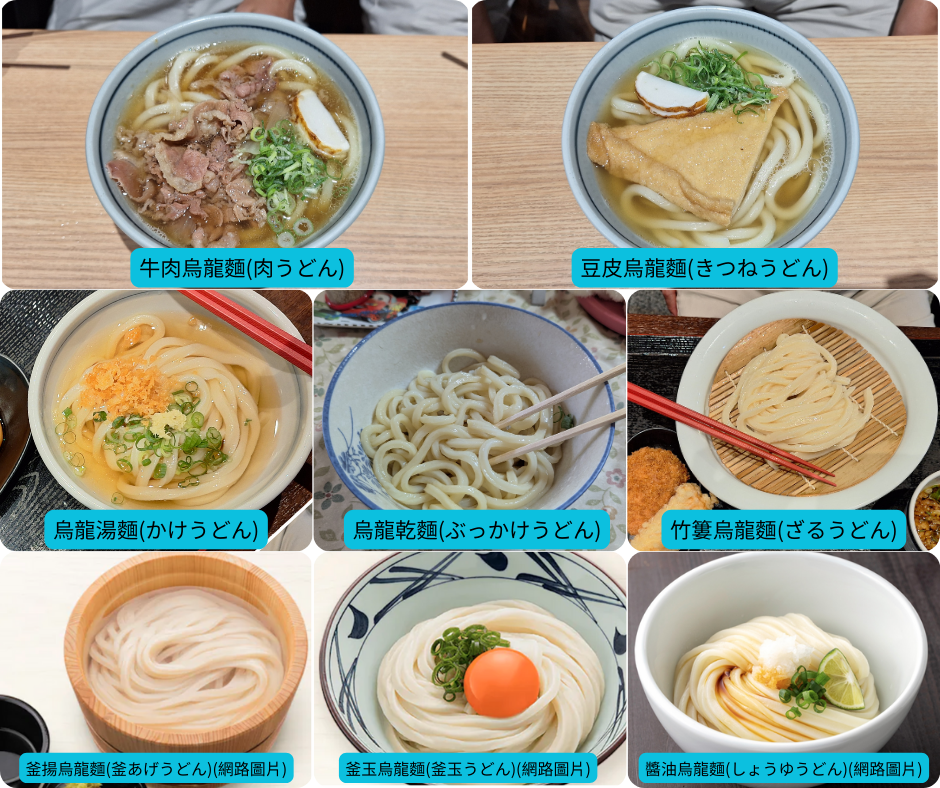 牛肉烏龍麵(肉うどん)
豆皮烏龍麵(きつねうどん)
烏龍湯麵(かけうどん)
烏龍乾麵(ぶっかけうどん)
竹簍烏龍麵(ざるうどん)
釜揚烏龍麵(釜あげうどん)(網路圖片)
釜玉烏龍麵(釜玉うどん)(網路圖片)
醬油烏龍麵(しょうゆうどん)(網路圖片)